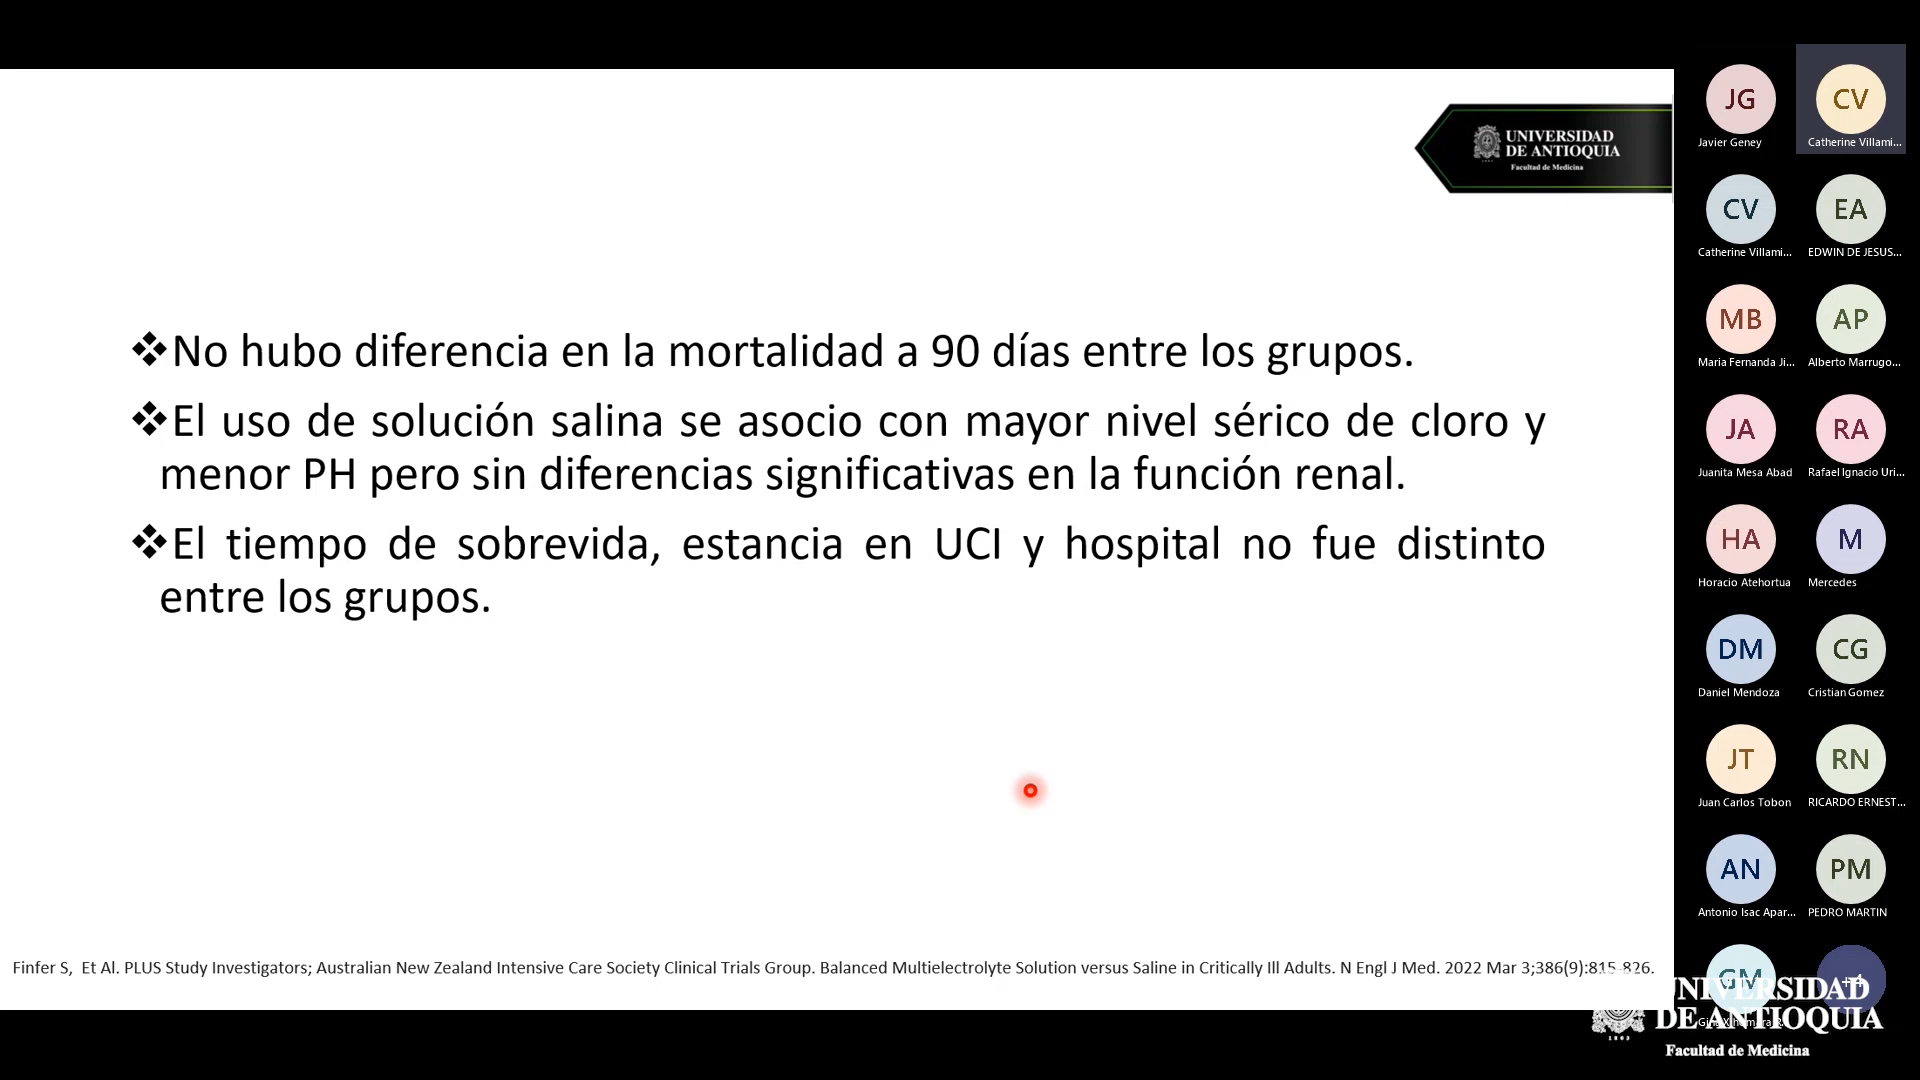 UNIVERSIDAD
DE ANTIOQUIA
Facultad de Medicina
❖No hubo diferencia en la mortalidad a 90 días entre los grupos.
❖El uso de solución salina se asocio con mayor nivel sérico de cloro y
menor PH pero sin diferencias significativas en la función renal.
❖El tiempo de sobrevida, estancia en UCI y hospital no fue distinto
entre los grupos.
Finfer S, Et Al. PLUS Study Investigators; Australian New Zealand Intensive Care Society Clinical Trials Group. Balanced Multielectrolyte Solution versus Saline in Critically Ill Adults. N Engl J Med. 2022 Mar 3;386(9):815-826.
JG
Javier Geney
CV
Catherine Villami...
CV
Catherine Villami...
EA
EDWIN DE JESUS...
MB
Maria Fernanda Ji...
AP
Alberto Marrugo...
JA
Juanita Mesa Abad
RA
Rafael Ignacio Uri...
HA
Horacio Atehortua
M
Mercedes
DM
Daniel Mendoza
CG
Cristian Gomez
JT
Juan Carlos Tobon
RN
RICARDO ERNEST...
AN
Antonio Isac Apar...
PM
PEDRO MARTIN
GM
+4
UNIVERSIDAD
DE ANTIOQUIA
1803
Facultad de Medicina